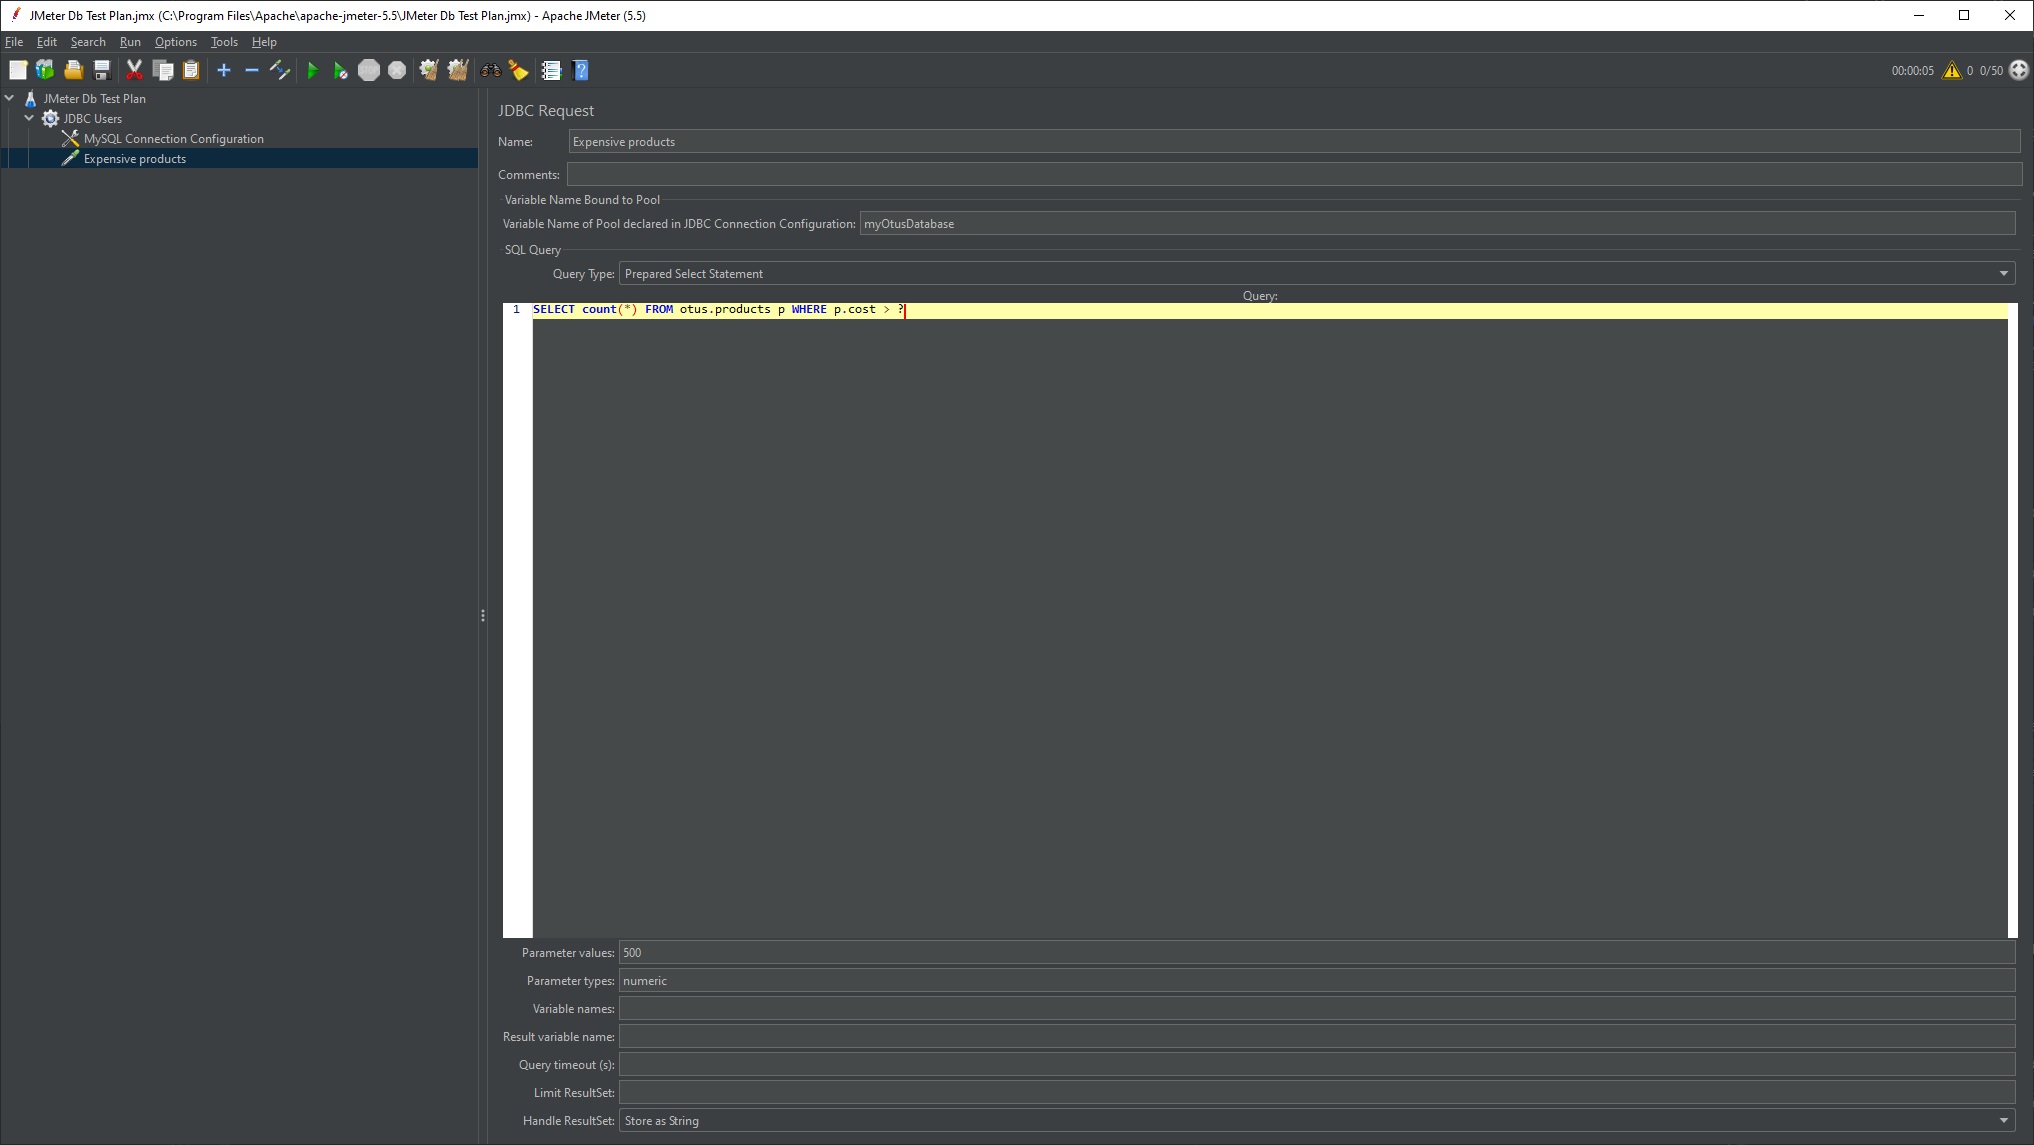 JMeter Db Test Plan.jmx (C:\Program Files\Apache\apache-jmeter-5.5\JMeter Db Test Plan.jmx) - Apache JMeter (5.5)
File Edit Search Run Options Tools Help
STOP
?
00:00:05 0 0/50
JMeter Db Test Plan
JDBC Users
MySQL Connection Configuration
Expensive products
JDBC Request
Name: Expensive products
Comments:
Variable Name Bound to Pool
Variable Name of Pool declared in JDBC Connection Configuration: myOtusDatabase
SQL Query
Query Type: Prepared Select Statement
Query:
1 SELECT count(*) FROM otus.products p WHERE p.cost > ?
Parameter values: 500
Parameter types: numeric
Variable names:
Result variable name:
Query timeout (s):
Limit ResultSet:
Handle ResultSet: Store as String